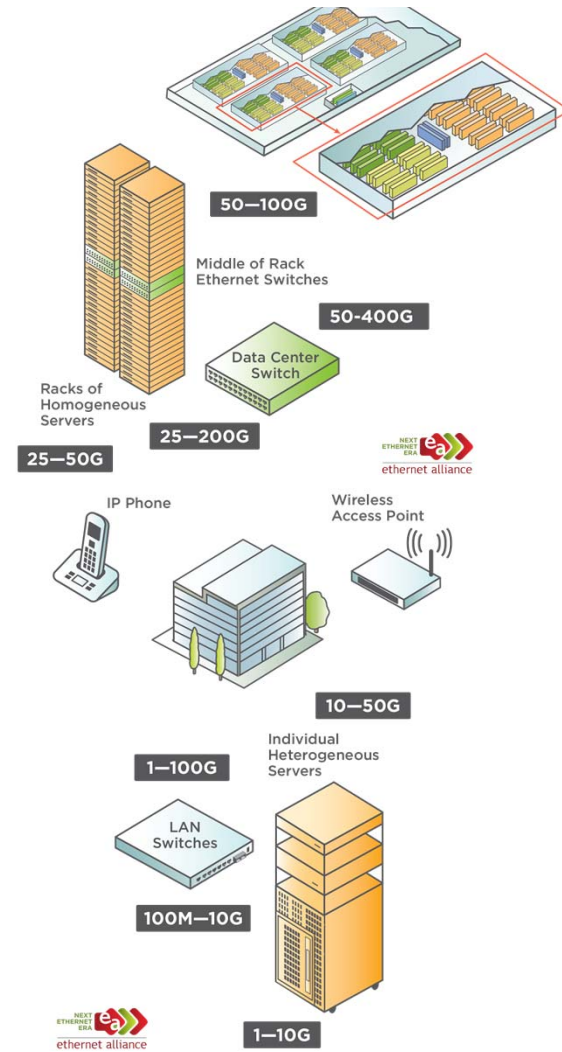 50—100G
Middle of Rack
Ethernet Switches
50-400G
Data Center
Switch
Racks of
Homogeneous
Servers
25—200G
25—50G
NEXT
ETHERNET
ERA
ea
ethernet alliance
IP Phone
Wireless
Access Point
10—50G
Individual
Heterogeneous
Servers
1—100G
LAN
Switches
100M—10G
NEXT
ETHERNET
ERA
ea
ethernet alliance
1—10G